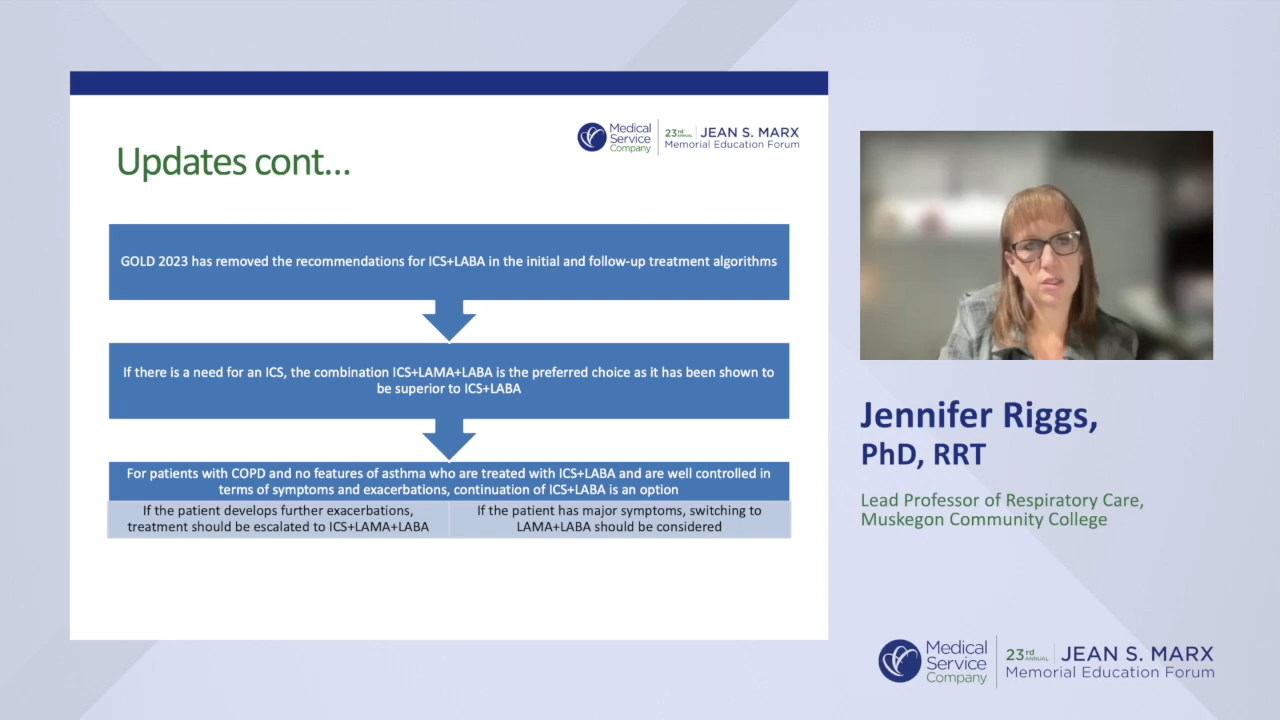 Medical
Service
Company
23rd ANNUAL JEAN S. MARX
Memorial Education Forum
Updates cont...
GOLD 2023 has removed the recommendations for ICS+LABA in the initial and follow-up treatment algorithms
If there is a need for an ICS, the combination ICS+LAMA+LABA is the preferred choice as it has been shown to
be superior to ICS+LABA
For patients with COPD and no features of asthma who are treated with ICS+LABA and are well controlled in
terms of symptoms and exacerbations, continuation of ICS+LABA is an option
If the patient develops further exacerbations,
treatment should be escalated to ICS+LAMA+LABA
If the patient has major symptoms, switching to
LAMA+LABA should be considered
Jennifer Riggs,
PhD, RRT
Lead Professor of Respiratory Care,
Muskegon Community College
Medical
Service
Company
23rd ANNUAL JEAN S. MARX
Memorial Education Forum